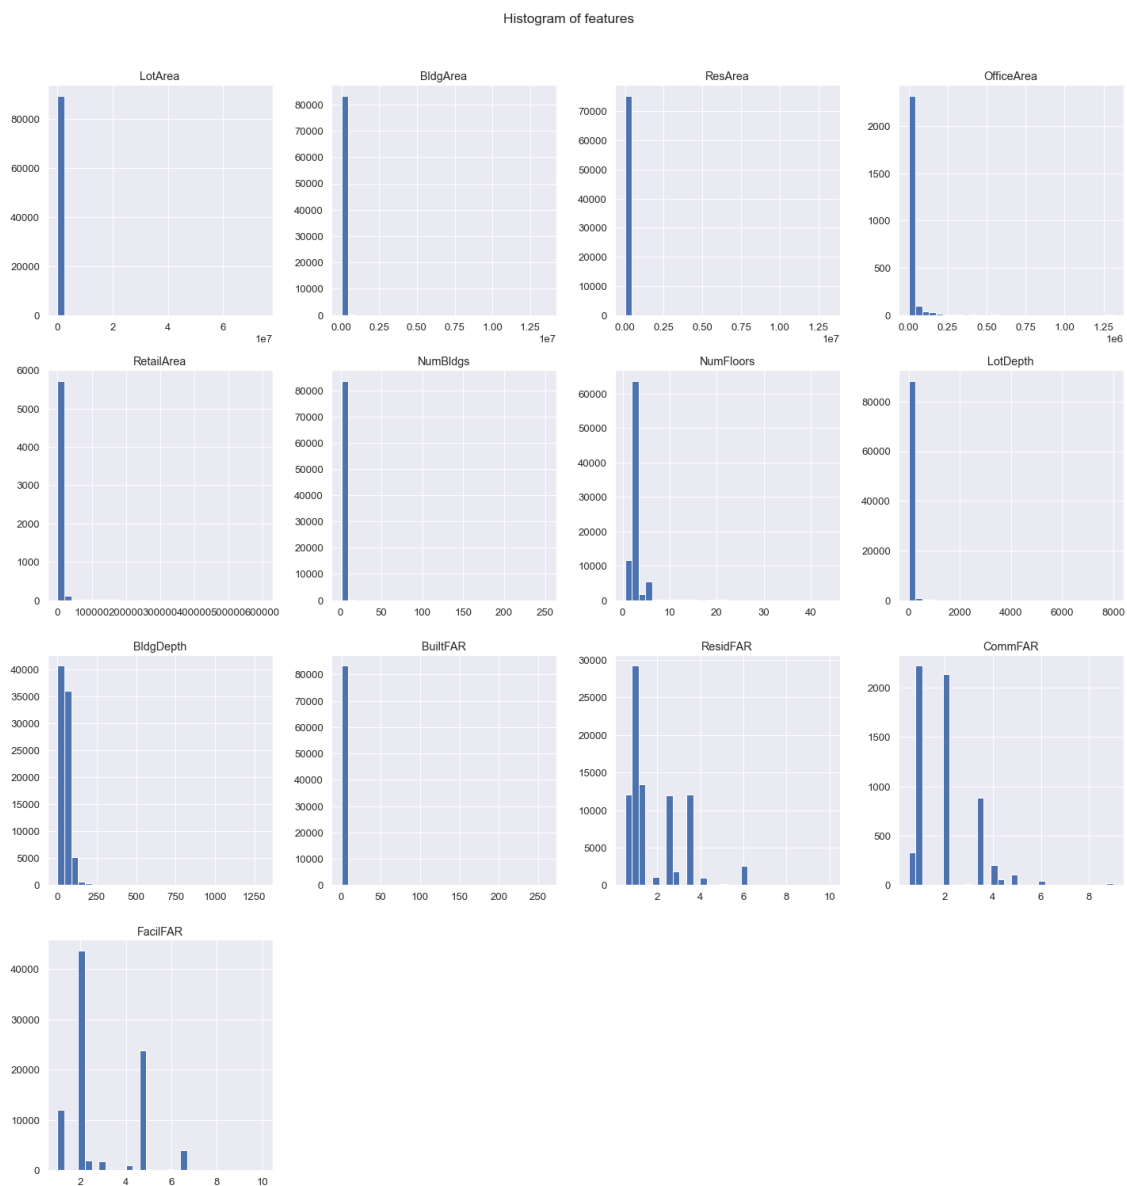 Histogram of features
LotArea
BldgArea
ResArea
OfficeArea
80000
60000
40000
20000
0
0 2 4 6
1e7
80000
70000
60000
50000
40000
30000
20000
10000
0
0.00 0.25 0.50 0.75 1.00 1.25
1e7
70000
60000
50000
40000
30000
20000
10000
0
0.00 0.25 0.50 0.75 1.00 1.25
1e7
2000
1500
1000
500
0
0.00 0.25 0.50 0.75 1.00 1.25
1e6
RetailArea
NumBldgs
NumFloors
LotDepth
6000
5000
4000
3000
2000
1000
0
0 100000 200000 300000 400000 500000 600000
80000
70000
60000
50000
40000
30000
20000
10000
0
0 50 100 150 200 250
60000
50000
40000
30000
20000
10000
0
0 10 20 30 40
80000
60000
40000
20000
0
0 2000 4000 6000 8000
BldgDepth
BuiltFAR
ResidFAR
CommFAR
40000
35000
30000
25000
20000
15000
10000
5000
0
0 250 500 750 1000 1250
80000
70000
60000
50000
40000
30000
20000
10000
0
0 50 100 150 200 250
30000
25000
20000
15000
10000
5000
0
2 4 6 8 10
2000
1500
1000
500
0
2 4 6 8
FacilFAR
40000
30000
20000
10000
0
2 4 6 8 10